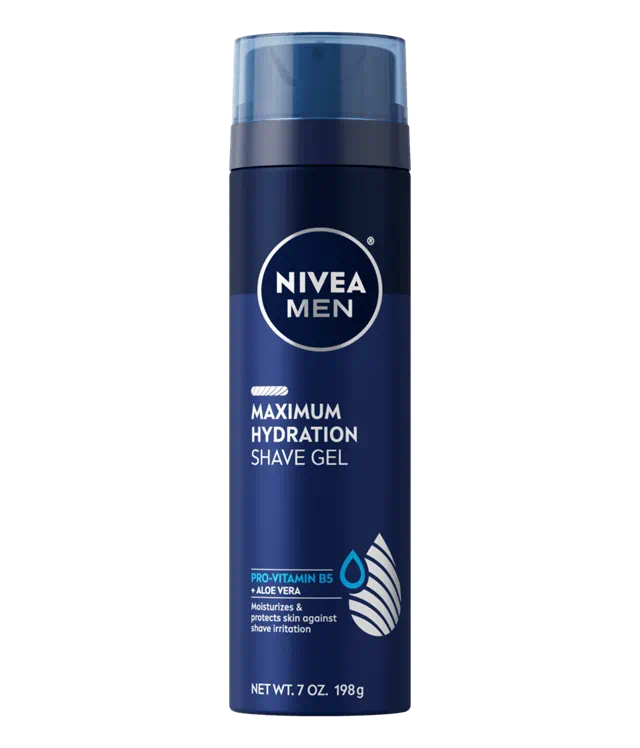 NIVEA
MEN
®
MAXIMUM
HYDRATION
SHAVE GEL
PRO-VITAMIN B5
+ ALOE VERA
Moisturizes &
protects skin against
shave irritation
NET WT. 7 OZ. 198g